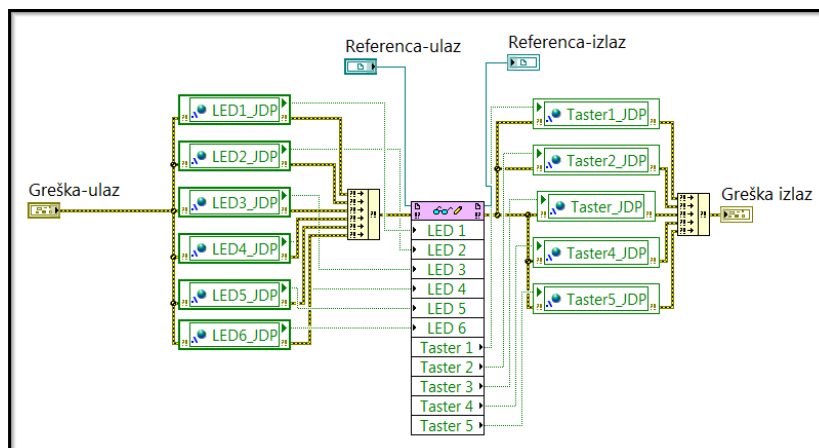 Referenca-ulaz
Referenca-izlaz
Greška-ulaz
LED1_JDP
LED2_JDP
LED3_JDP
LED4_JDP
LED5_JDP
LED6_JDP
LED 1
LED 2
LED 3
LED 4
LED 5
LED 6
Taster 1
Taster 2
Taster 3
Taster 4
Taster 5
Taster1_JDP
Taster2_JDP
Taster_JDP
Taster4_JDP
Taster5_JDP
Greška izlaz